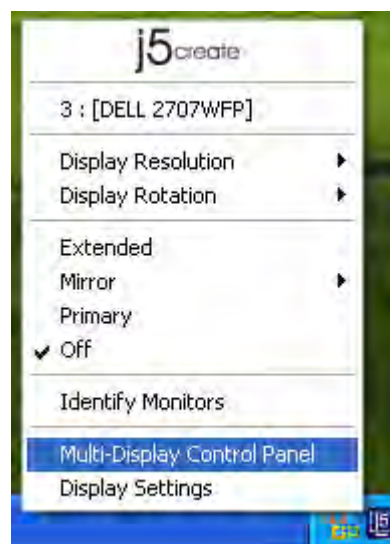 j5create
3 : [DELL 2707WFP]
Display Resolution
Display Rotation
Extended
Mirror
Primary
Off
Identify Monitors
Multi-Display Control Panel
Display Settings
j5